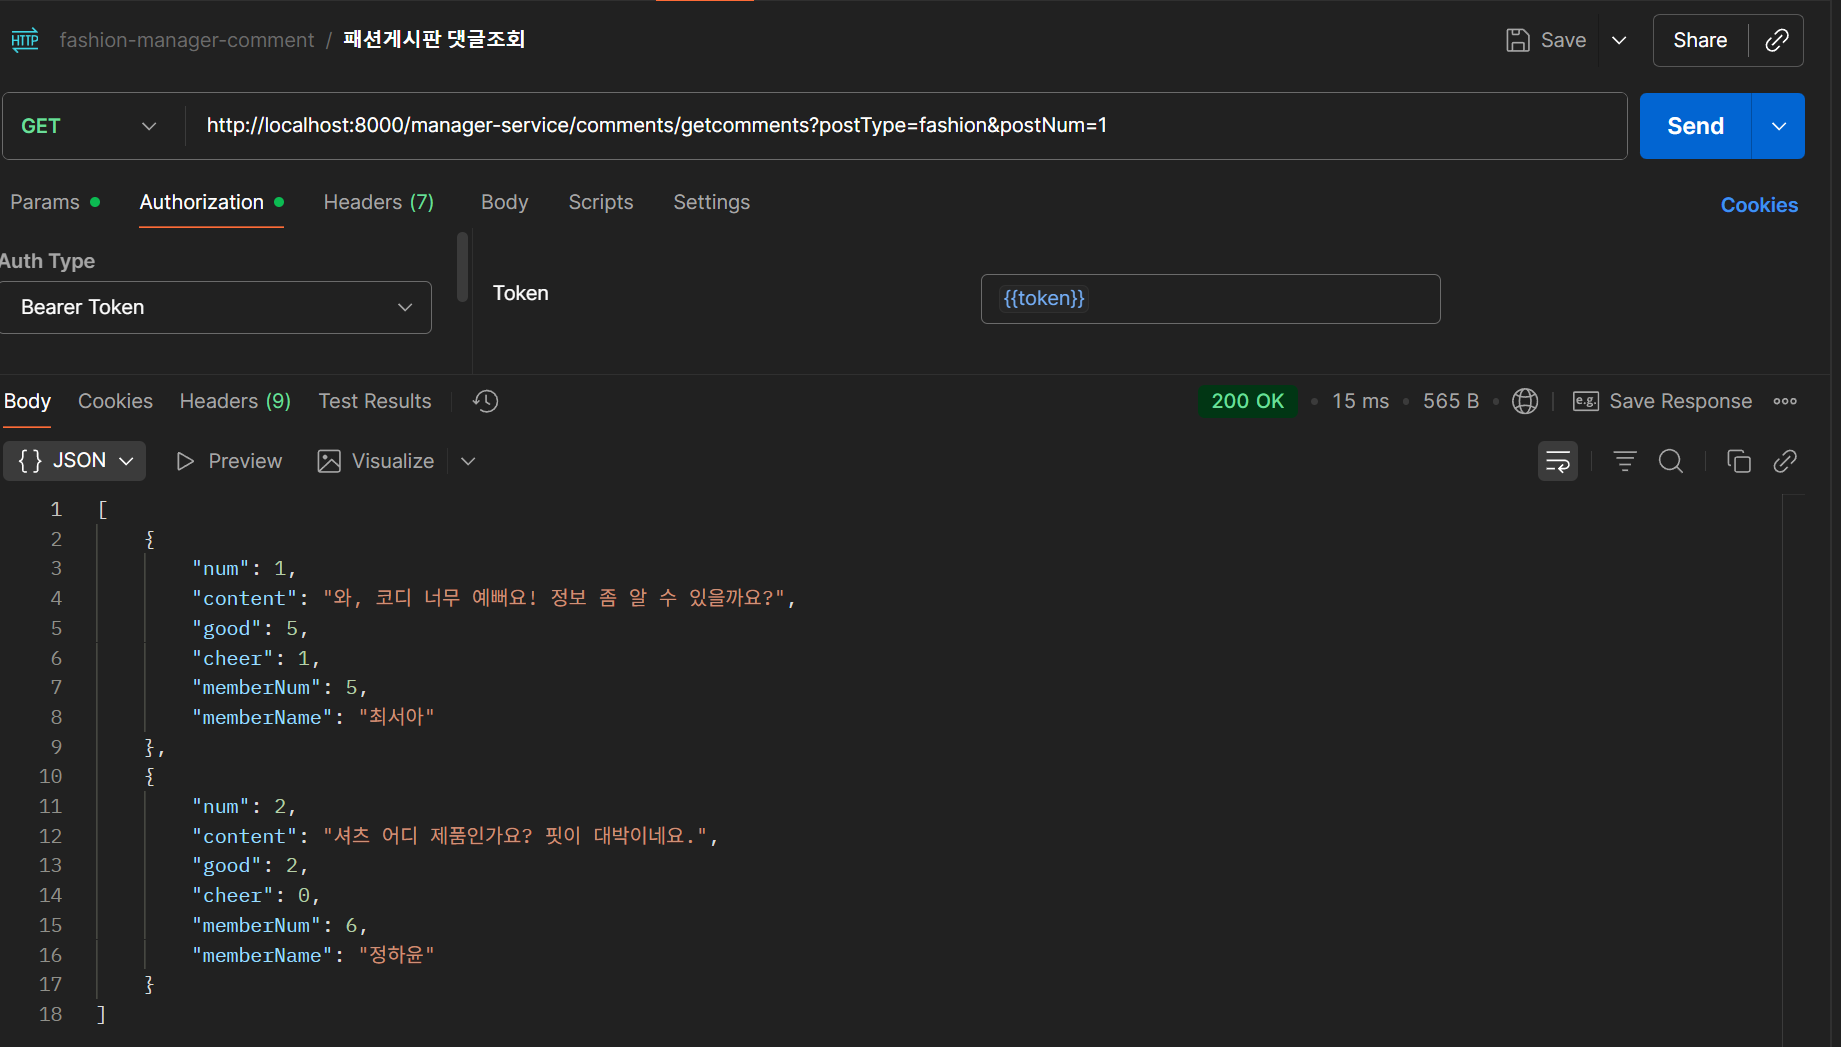 HTTP fashion-manager-comment / 패션게시판 댓글조회 Save Share
GET http://localhost:8000/manager-service/comments/getcomments?postType=fashion&postNum=1 Send
Params Authorization Headers (7) Body Scripts Settings Cookies
Auth Type
Bearer Token
Token {{token}}
Body Cookies Headers (9) Test Results 200 OK 15 ms 565 B e.g. Save Response
{ } JSON Preview Visualize
1 [
2 {
3 "num": 1,
4 "content": "와, 코디 너무 예뻐요! 정보 좀 알 수 있을까요?",
5 "good": 5,
6 "cheer": 1,
7 "memberNum": 5,
8 "memberName": "최서아"
9 },
10 {
11 "num": 2,
12 "content": "셔츠 어디 제품인가요? 핏이 대박이네요.",
13 "good": 2,
14 "cheer": 0,
15 "memberNum": 6,
16 "memberName": "정하윤"
17 }
18 ]